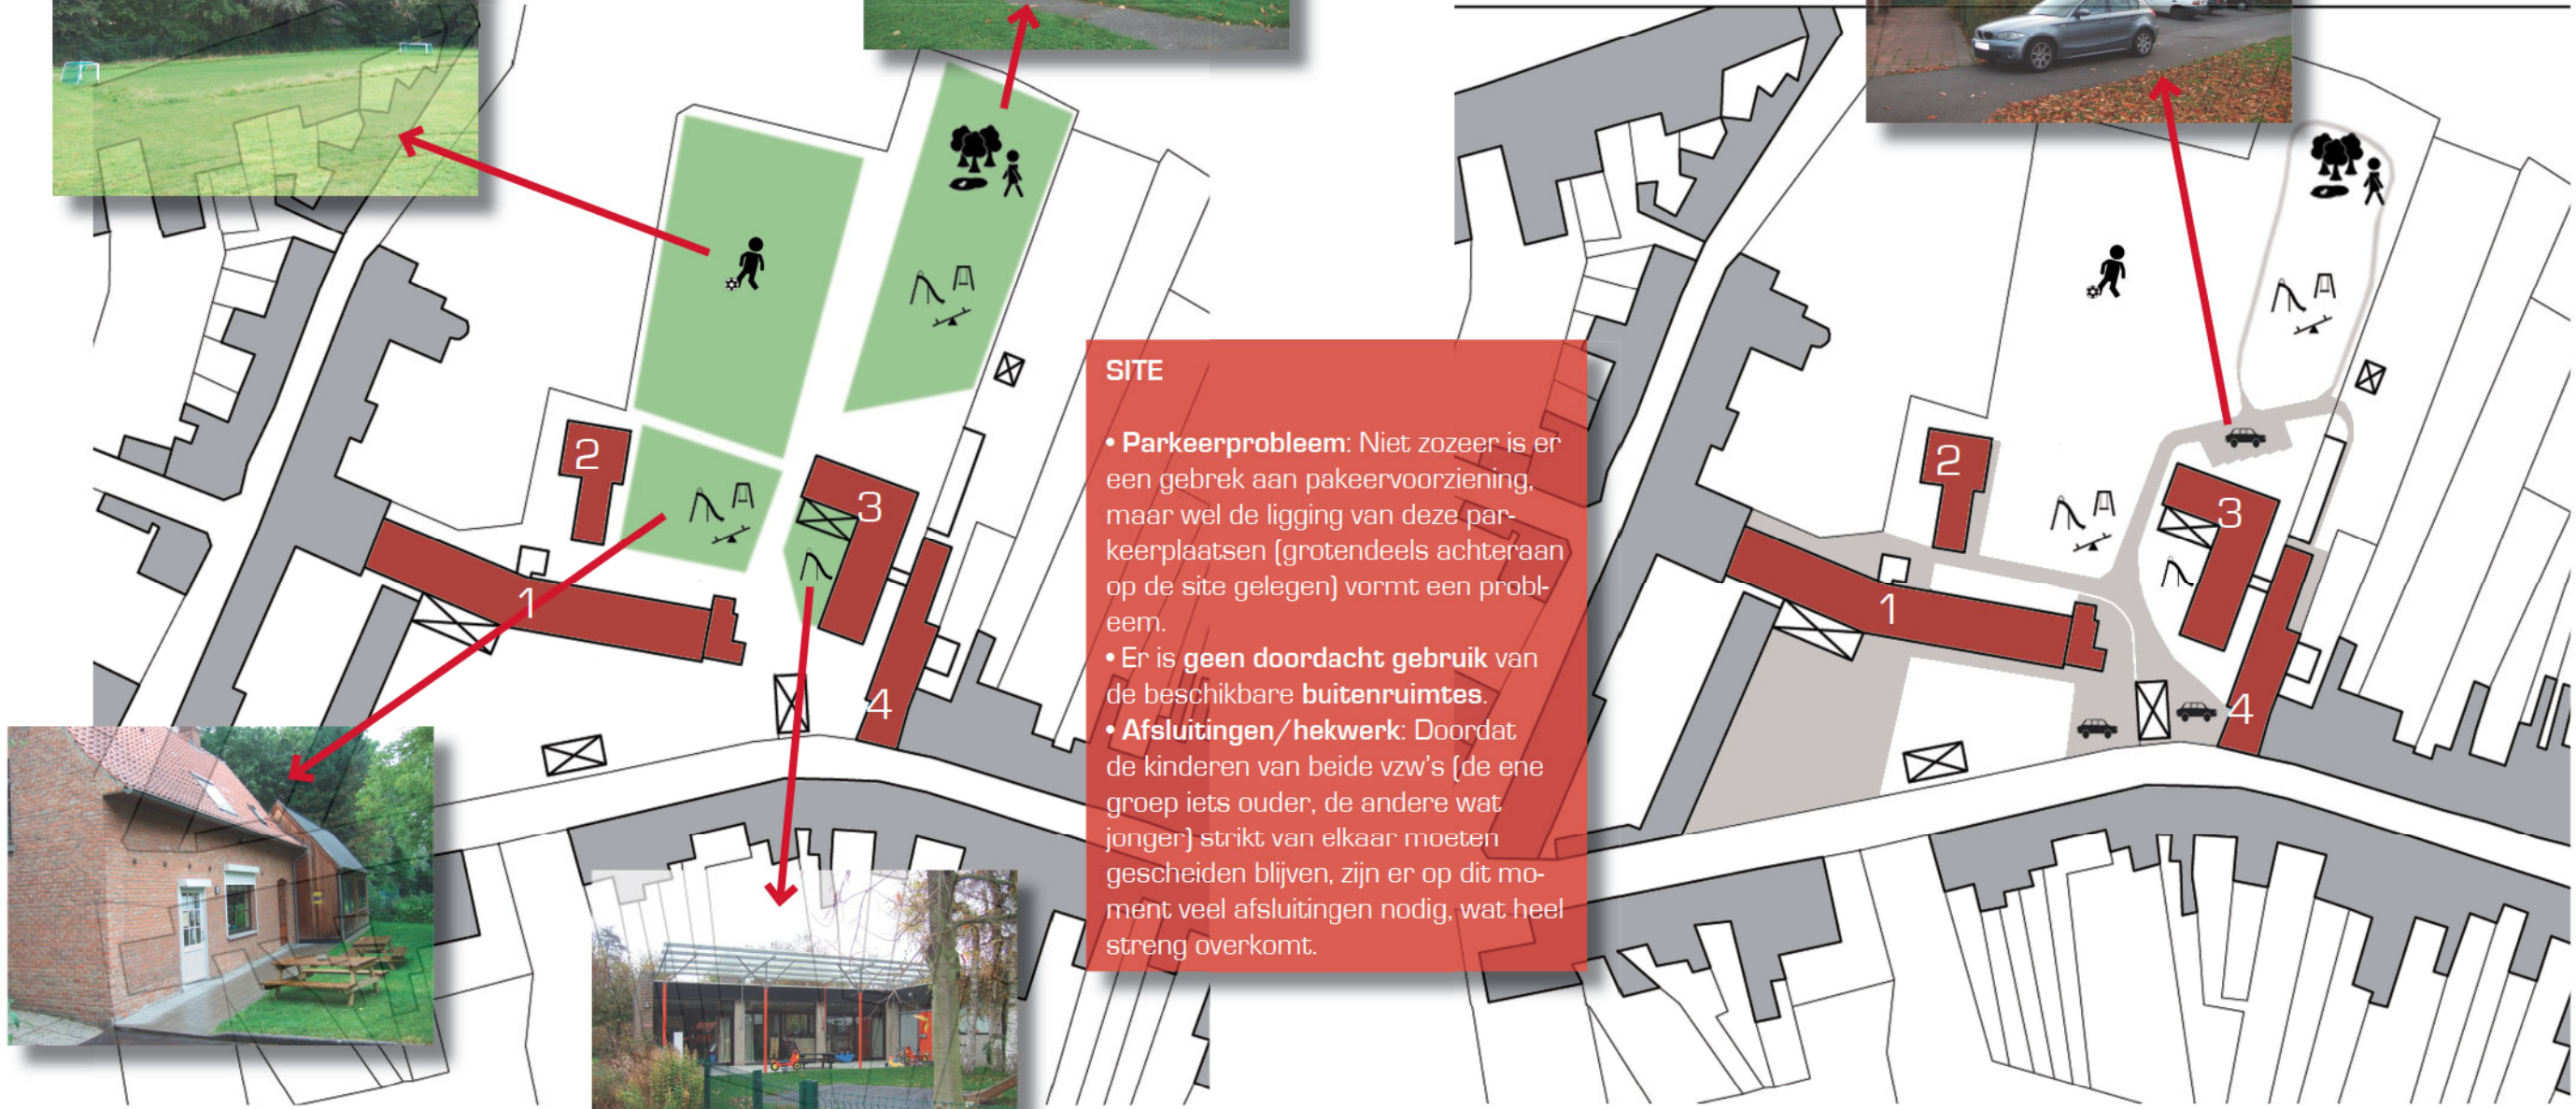 2
3
1
4
SITE
• Parkeerprobleem: Niet zozeer is er
een gebrek aan pakeervoorziening,
maar wel de ligging van deze par-
keerplaatsen (grotendeels achteraan
op de site gelegen) vormt een probl-
eem.
• Er is geen doordacht gebruik van
de beschikbare buitenruimtes.
• Afsluitingen/hekwerk: Doordat
de kinderen van beide vzw's (de ene
groep iets ouder, de andere wat
jonger) strikt van elkaar moeten
gescheiden blijven, zijn er op dit mo-
ment veel afsluitingen nodig, wat heel
streng overkomt.
2
3
1
4